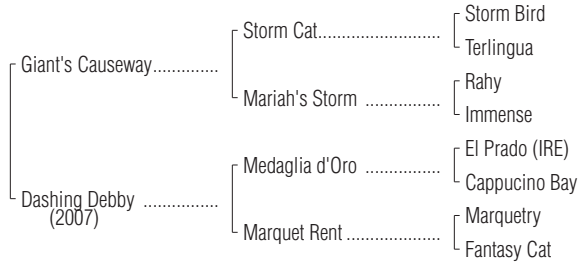 Storm Bird
Storm Cat........................
Terlingua
Giant's Causeway.............
Rahy
Mariah's Storm ...............
Immense
El Prado (IRE)
Medaglia d'Oro ...............
Cappucino Bay
Dashing Debby ...............
(2007)
Marquetry
Marquet Rent ...................
Fantasy Cat